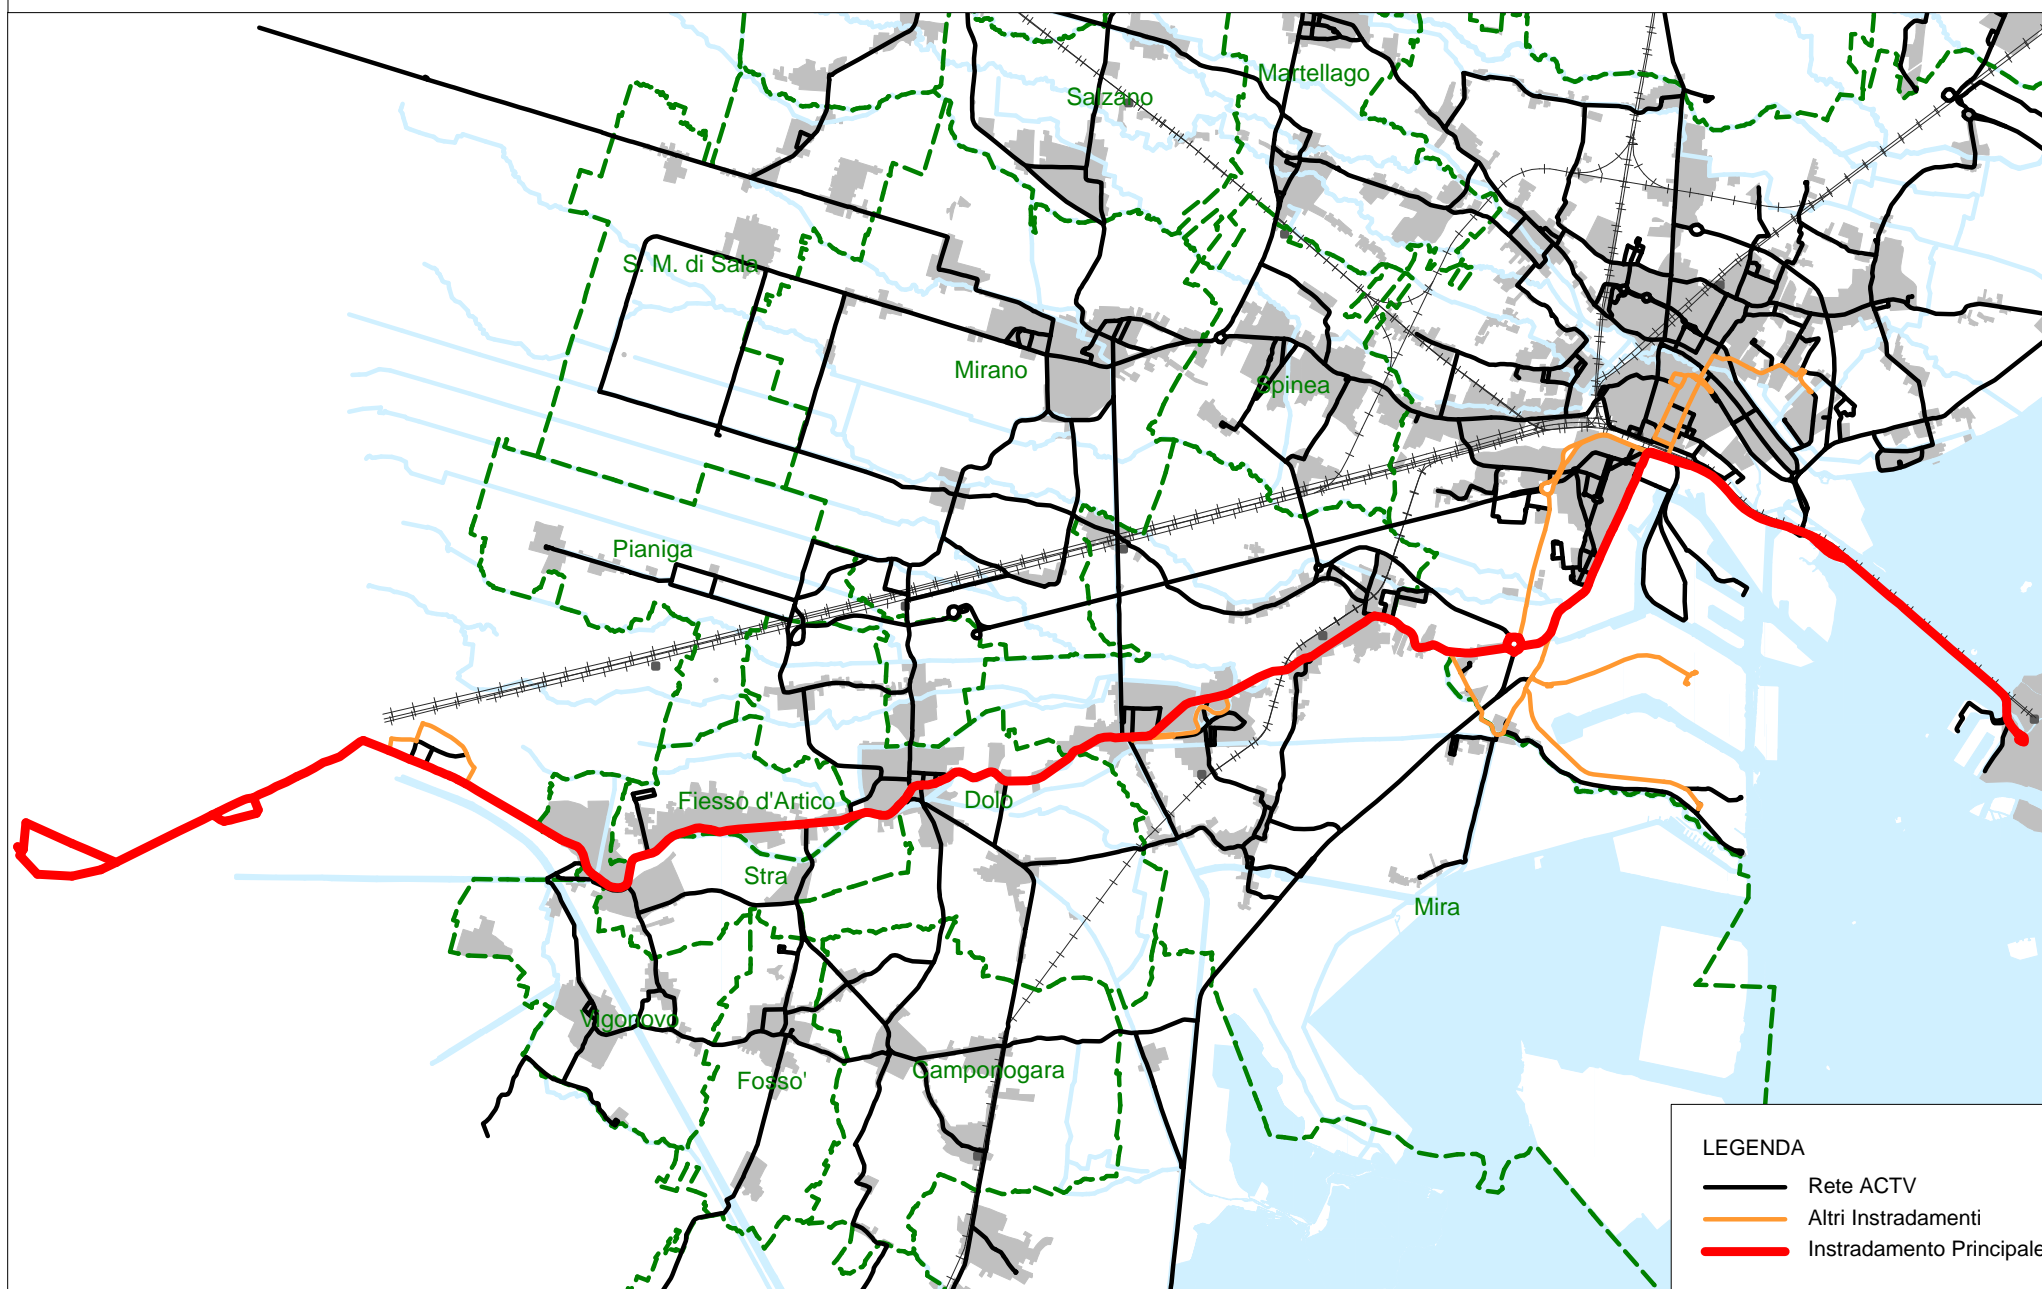 Martellago
Salzano
S. M. di Sala
Mirano
Spinea
Pianiga
Fiesso d'Artico
Dolo
Stra
Mira
Vigonovo
Camponogara
Fosso'
LEGENDA
Rete ACTV
Altri Instradamenti
Instradamento Principale